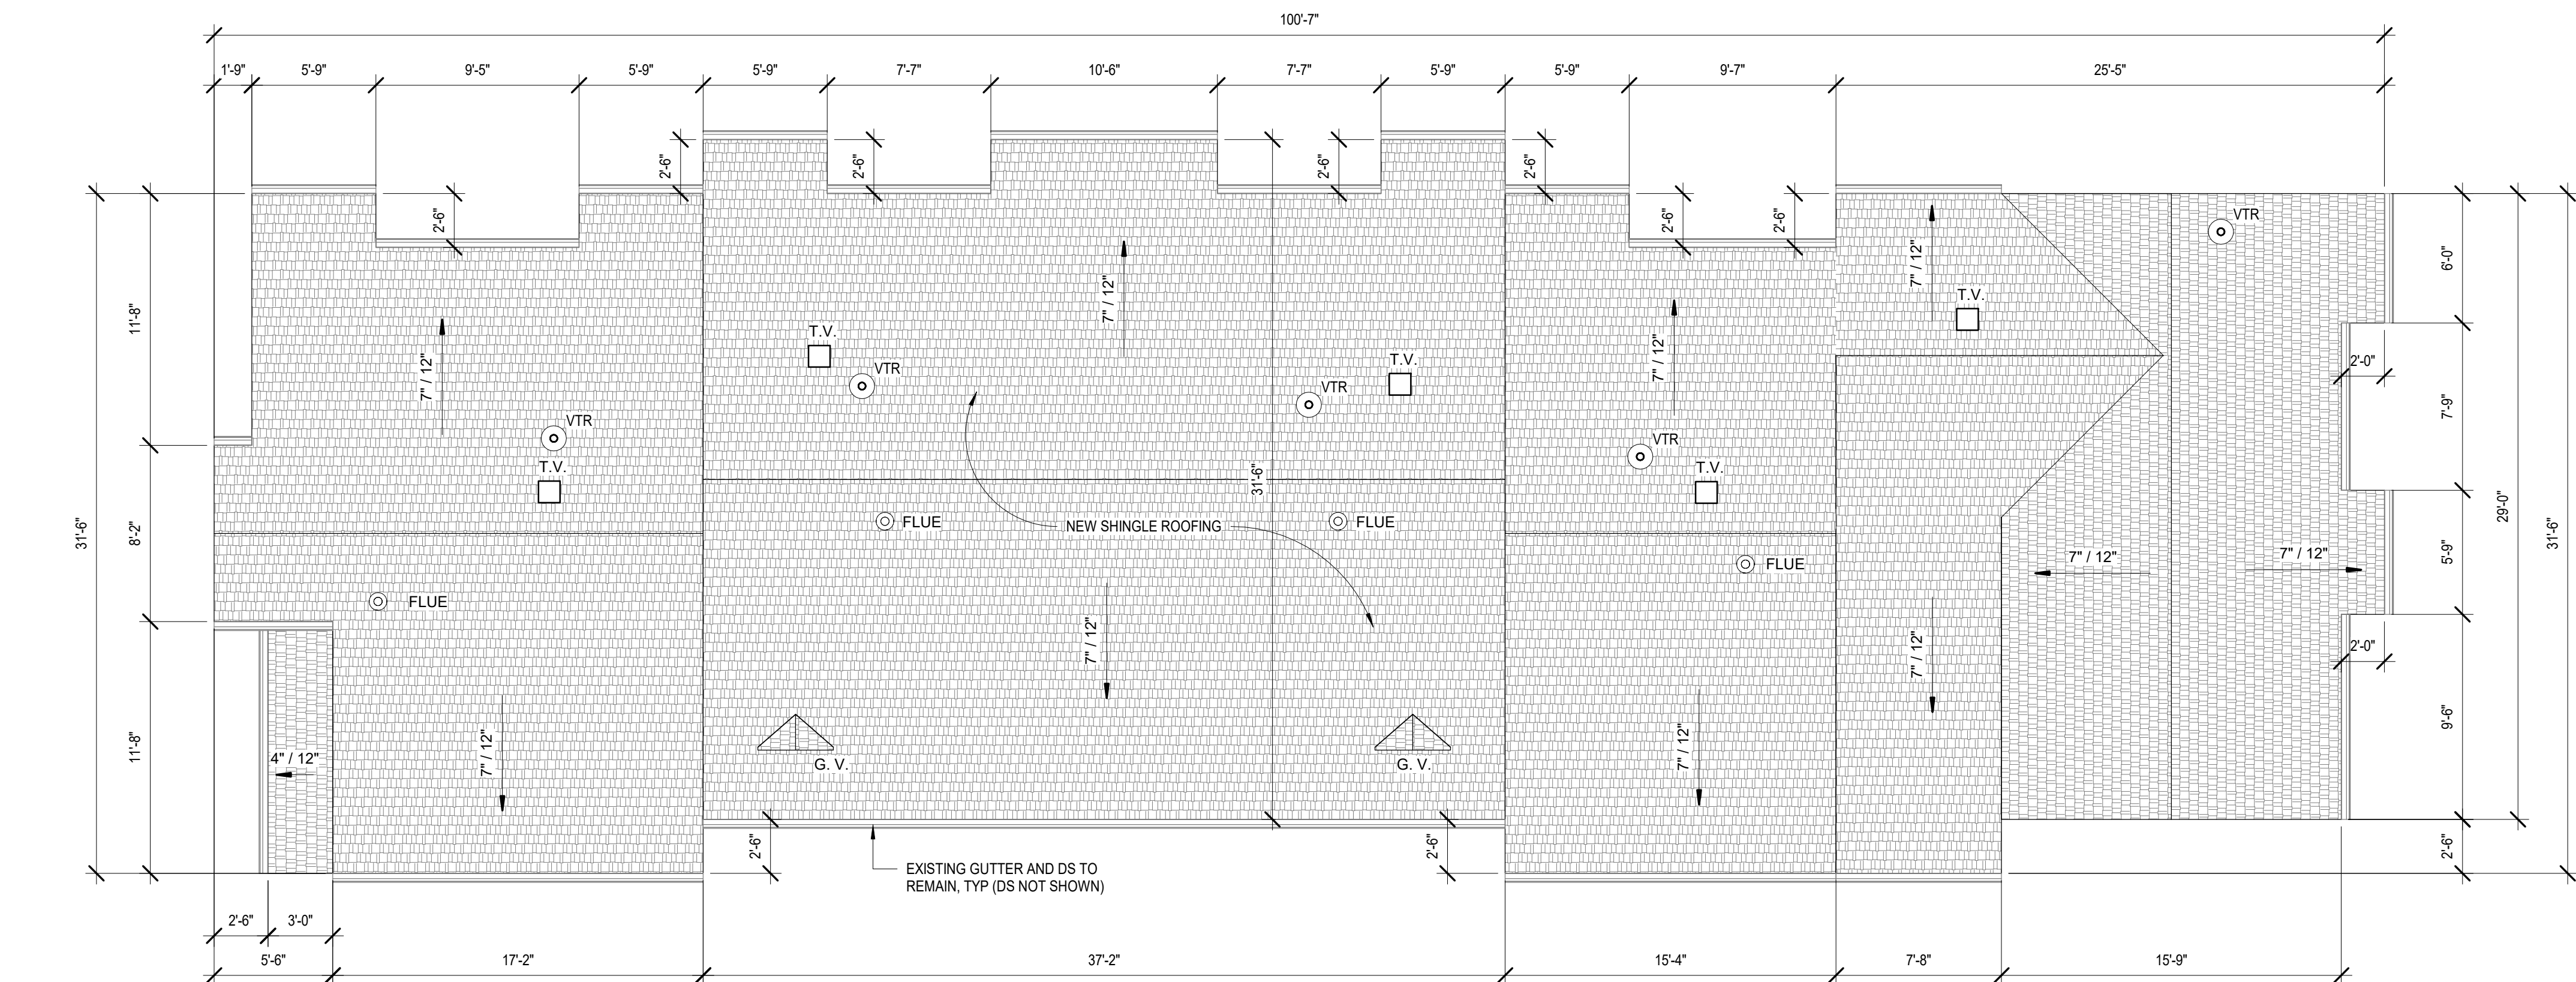 100'-7"
1'-9"
5'-9"
9'-5"
5'-9"
5'-9"
7'-7"
10'-6"
7'-7"
5'-9"
5'-9"
9'-7"
25'-5"
2'-6"
2'-6"
2'-6"
2'-6"
2'-6"
2'-6"
2'-6"
VTR
11'-8"
7" / 12"
7" / 12"
7" / 12"
7" / 12"
6'-0"
T.V.
T.V.
T.V.
VTR
VTR
2'-0"
7'-9"
VTR
VTR
T.V.
T.V.
31'-6"
31'-6"
8'-2"
FLUE
NEW SHINGLE ROOFING
FLUE
FLUE
FLUE
7" / 12"
7" / 12"
5'-9"
29'-0"
31'-6"
7" / 12"
7" / 12"
2'-0"
11'-8"
4" / 12"
7" / 12"
7" / 12"
G. V.
G. V.
9'-6"
2'-6"
2'-6"
2'-6"
EXISTING GUTTER AND DS TO
REMAIN, TYP (DS NOT SHOWN)
2'-6"
3'-0"
5'-6"
17'-2"
37'-2"
15'-4"
7'-8"
15'-9"